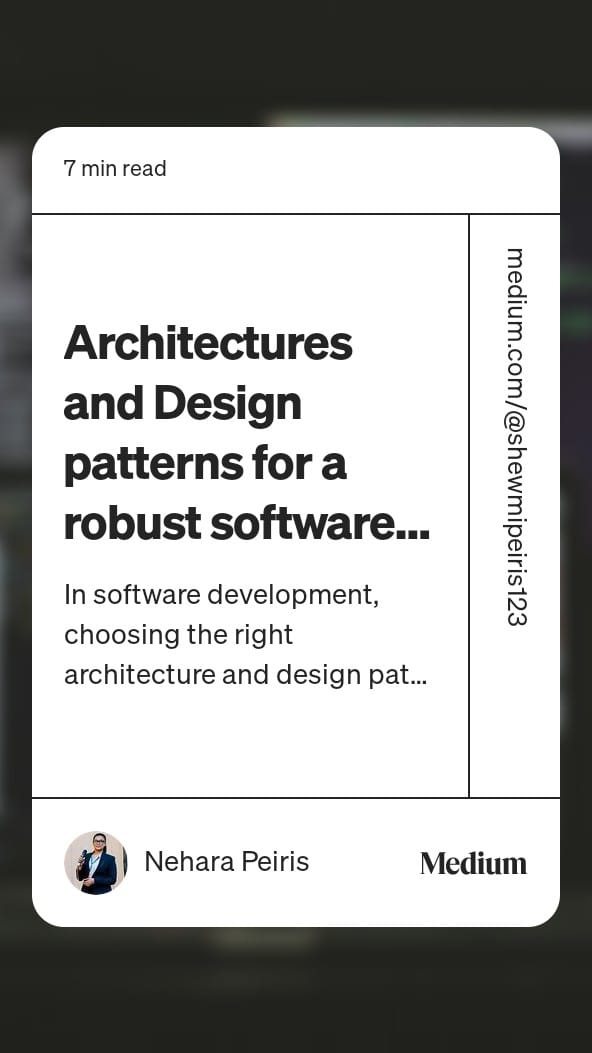 7 min read
Architectures
and Design
patterns for a
robust software...
In software development,
choosing the right
architecture and design pat...
medium.com/@shewmipeiris123
Nehara Peiris
Medium